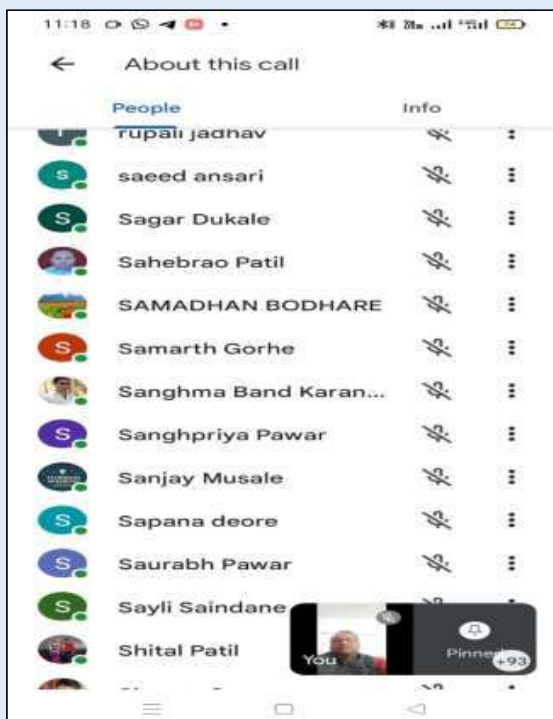 11:18
74
About this call
People Info
rupali jadhav
S saeed ansari
S Sagar Dukale
Sahebrao Patil
SAMADHAN BODHARE
S Samarth Gorhe
Sanghma Band Karan...
S Sanghpriya Pawar
Sanjay Musale
S Sapana deore
S Saurabh Pawar
S Sayli Saindane
Shital Patil
You
Pinned
+93